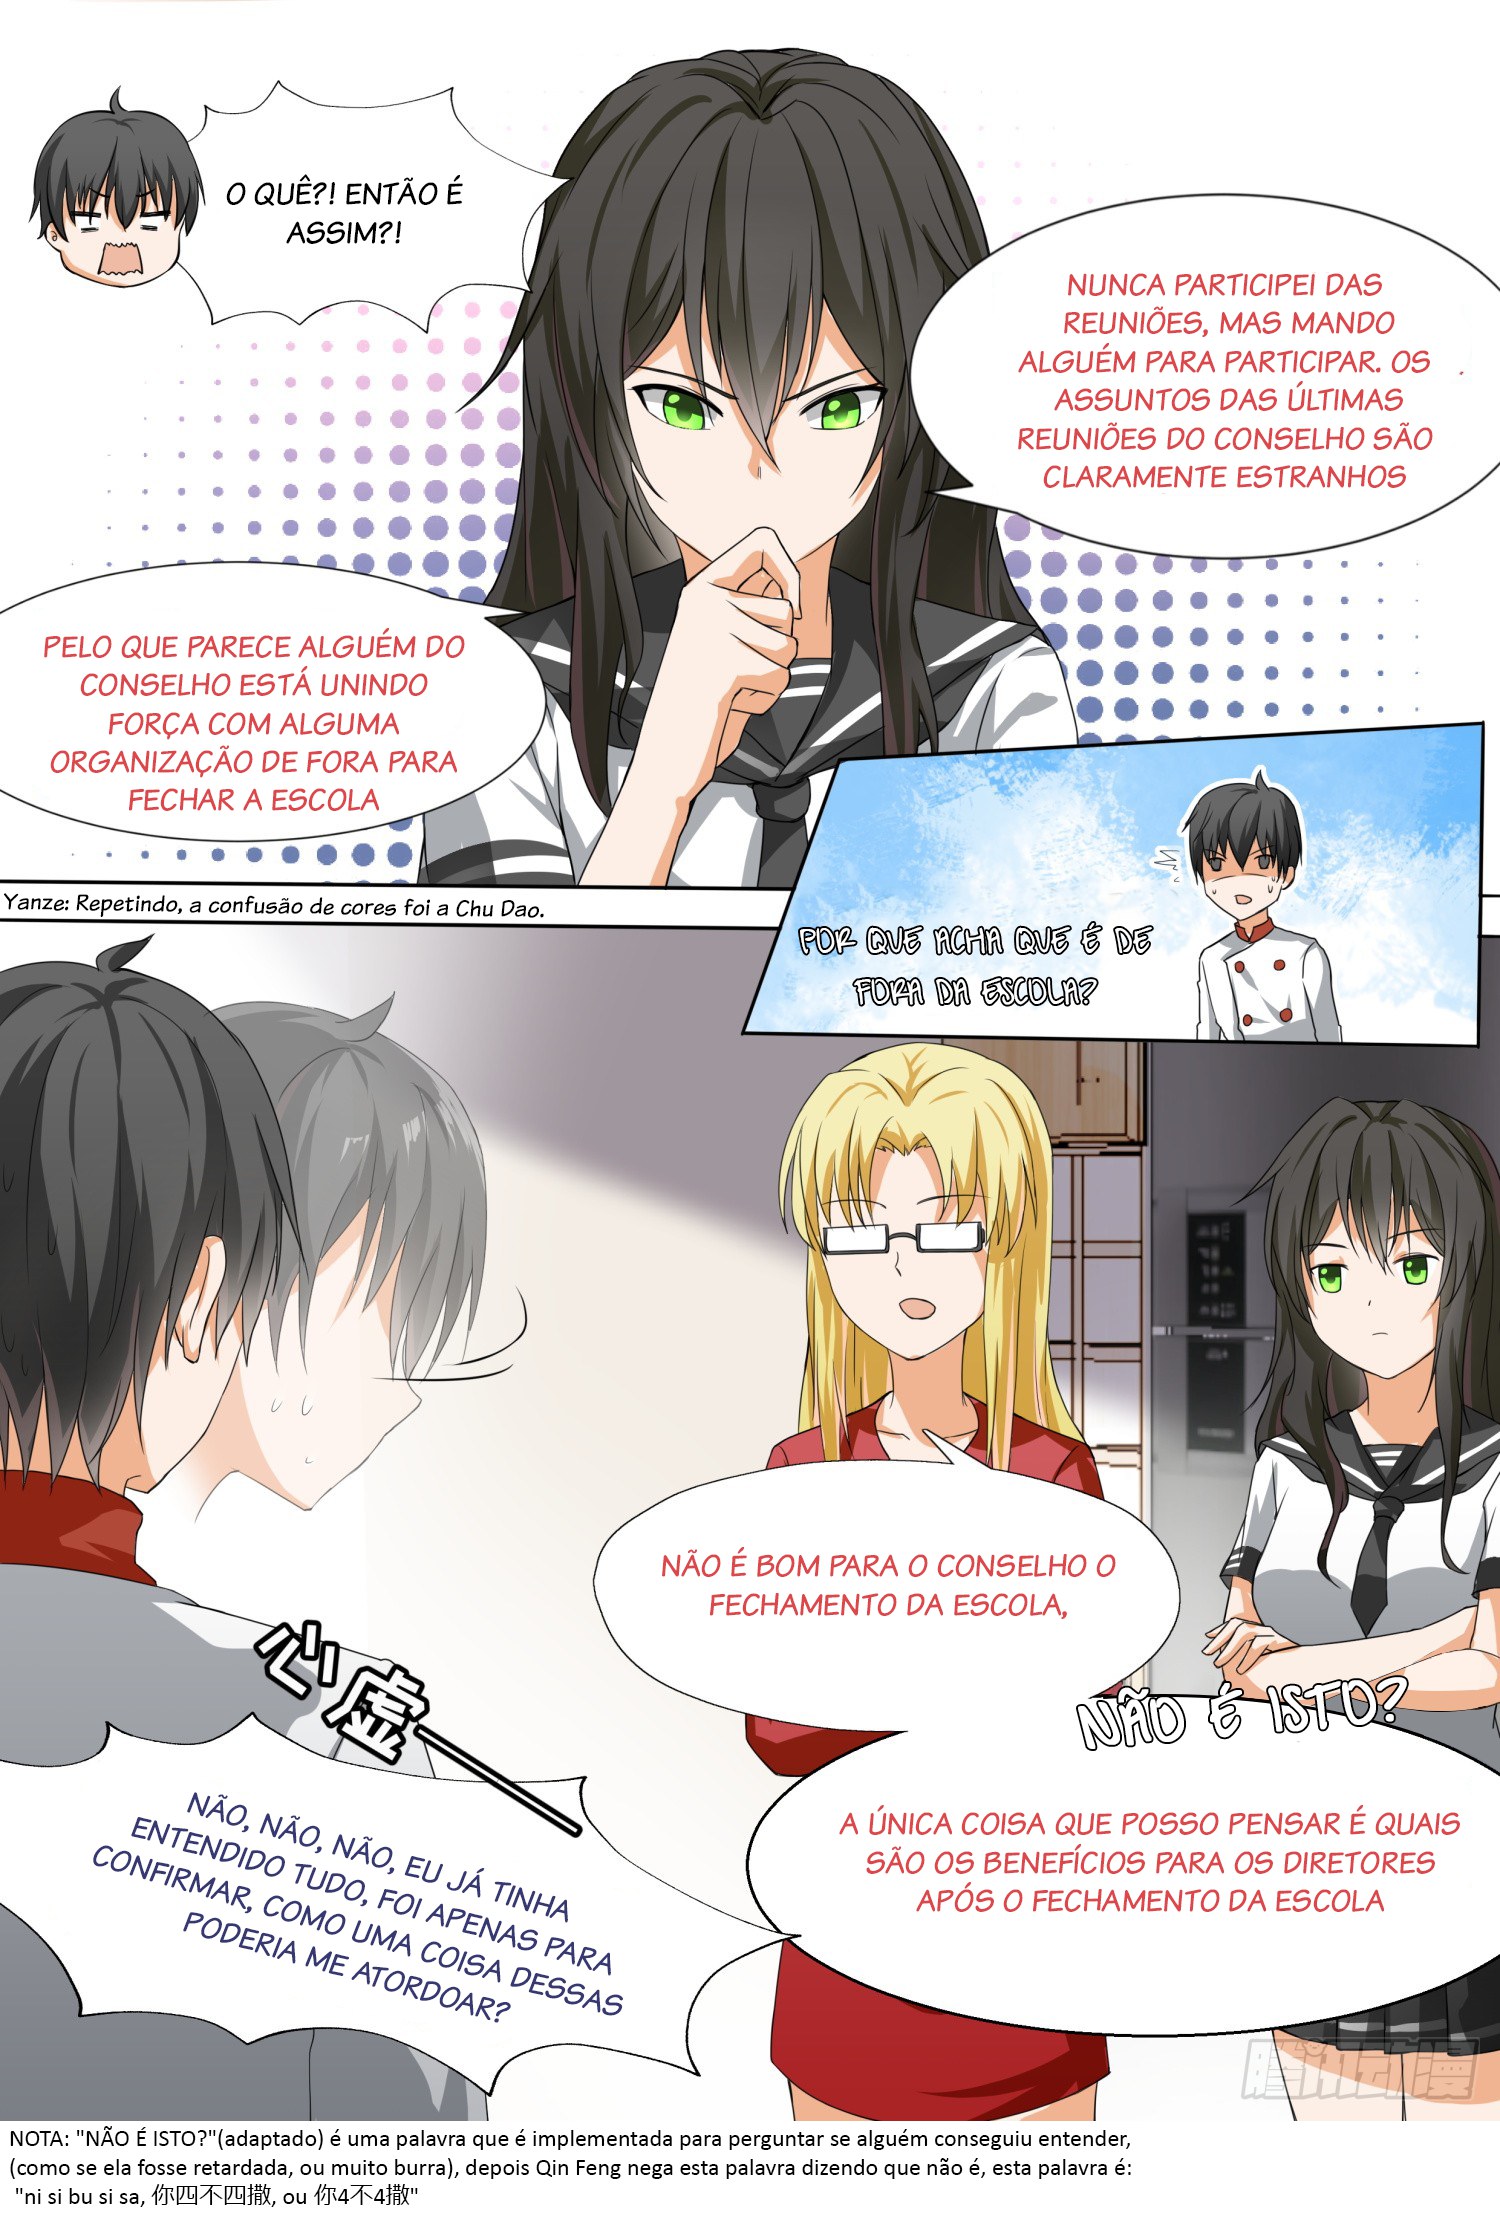 O QUÊ?! ENTÃO É
ASSIM?!
NUNCA PARTICIPEI DAS
REUNIÕES, MAS MANDO
ALGUÉM PARA PARTICIPAR. OS
ASSUNTOS DAS ÚLTIMAS
REUNIÕES DO CONSELHO SÃO
CLARAMENTE ESTRANHOS
PELO QUE PARECE ALGUÉM DO
CONSELHO ESTÁ UNINDO
FORÇA COM ALGUMA
ORGANIZAÇÃO DE FORA PARA
FECHAR A ESCOLA
Yanze: Repetindo, a confusão de cores foi a Chu Dao.
POR QUE ACHA QUE É DE
FORA DA ESCOLA?
NÃO É BOM PARA O CONSELHO O
FECHAMENTO DA ESCOLA,
心虚
NÃO É ISTO?
A ÚNICA COISA QUE POSSO PENSAR É QUAIS
SÃO OS BENEFÍCIOS PARA OS DIRETORES
APÓS O FECHAMENTO DA ESCOLA
NÃO, NÃO, NÃO, EU JÁ TINHA
ENTENDIDO TUDO, FOI APENAS PARA
CONFIRMAR, COMO UMA COISA DESSAS
PODERIA ME ATORDOAR?
腾讯动漫
NOTA: "NÃO É ISTO?"(adaptado) é uma palavra que é implementada para perguntar se alguém conseguiu entender,
(como se ela fosse retardada, ou muito burra), depois Qin Feng nega esta palavra dizendo que não é, esta palavra é:
"ni si bu si sa, 你四不四撒, ou 你4不4撒"